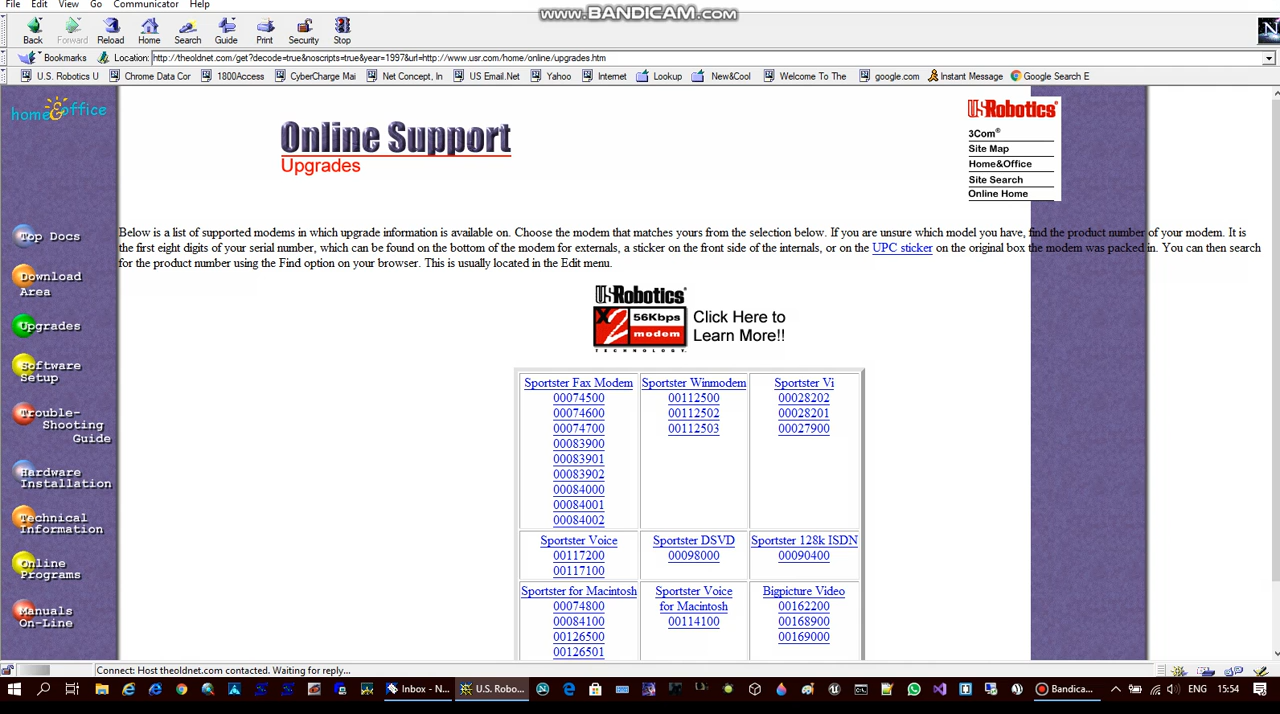 File Edit View Go Communicator Help
www.BANDICAM.com
Back Forward Reload Home Search Guide Print Security Stop
N
Bookmarks Location: http://theoldnet.com/get?decode=true&noscripts=true&year=1997&url=http://www.usr.com/home/online/upgrades.htm
U.S. Robotics U Chrome Data Cor 1800Access CyberCharge Mai Net Concept, In US Email.Net Yahoo Internet Lookup New&Cool Welcome To The google.com Instant Message Google Search E
home&office
Online Support
Upgrades
USRobotics®
3Com®
Site Map
Home&Office
Site Search
Online Home
Top Docs
Download Area
Upgrades
Software Setup
Trouble-Shooting Guide
Hardware Installation
Technical Information
Online Programs
Manuals On-Line
Below is a list of supported modems in which upgrade information is available on. Choose the modem that matches yours from the selection below. If you are unsure which model you have, find the product number of your modem. It is
the first eight digits of your serial number, which can be found on the bottom of the modem for externals, a sticker on the front side of the internals, or on the UPC sticker on the original box the modem was packed in. You can then search
for the product number using the Find option on your browser. This is usually located in the Edit menu.
USRobotics
X2 56Kbps modem
TECHNOLOGY.
Click Here to
Learn More!!
Sportster Fax Modem
00074500
00074600
00074700
00083900
00083901
00083902
00084000
00084001
00084002
Sportster Winmodem
00112500
00112502
00112503
Sportster Vi
00028202
00028201
00027900
Sportster Voice
00117200
00117100
Sportster DSVD
00098000
Sportster 128k ISDN
00090400
Sportster for Macintosh
00074800
00084100
00126500
00126501
Sportster Voice
for Macintosh
00114100
Bigpicture Video
00162200
00168900
00169000
Connect: Host theoldnet.com contacted. Waiting for reply...
Inbox - N... U.S. Robo... Bandica... ENG 15:54